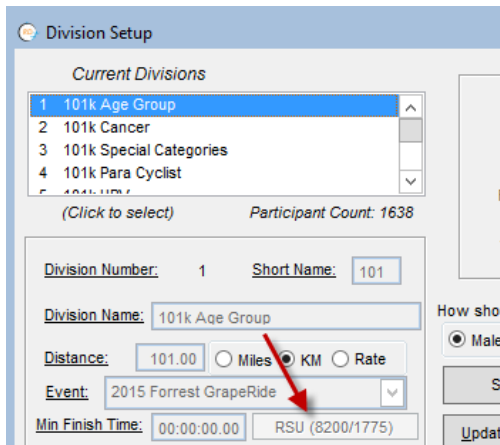 Division Setup
Current Divisions
1 101k Age Group
2 101k Cancer
3 101k Special Categories
4 101k Para Cyclist
(Click to select) Participant Count: 1638
Division Number: 1 Short Name: 101
Division Name: 101k Age Group
How sho
Male
Distance: 101.00 Miles KM Rate
Event: 2015 Forrest GrapeRide
S
Min Finish Time: 00:00:00.00 RSU (8200/1775)
Updat